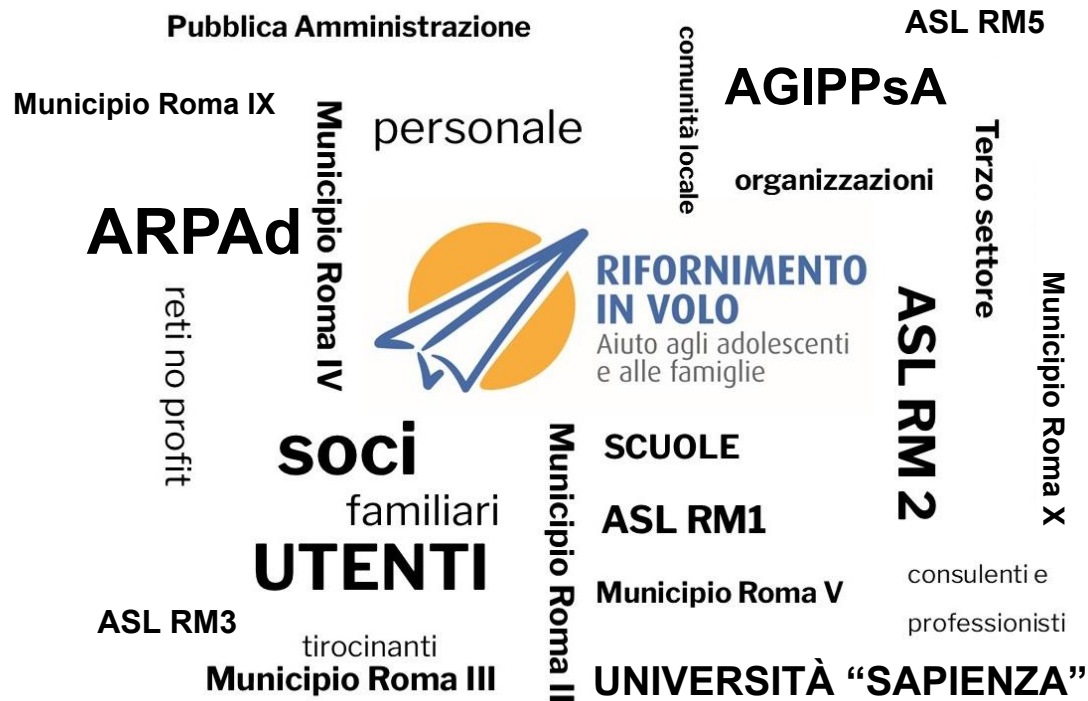 Pubblica Amministrazione
ASL RM5
comunità locale
AGIPPsA
Municipio Roma IX
Municipio Roma IV
personale
Terzo settore
organizzazioni
ARPAd
RIFORNIMENTO
IN VOLO
Aiuto agli adolescenti
e alle famiglie
reti no profit
ASL RM 2
Municipio Roma X
soci
Municipio Roma II
SCUOLE
familiari
ASL RM1
UTENTI
Municipio Roma V
consulenti e
professionisti
ASL RM3
tirocinanti
Municipio Roma III
UNIVERSITÀ “SAPIENZA”